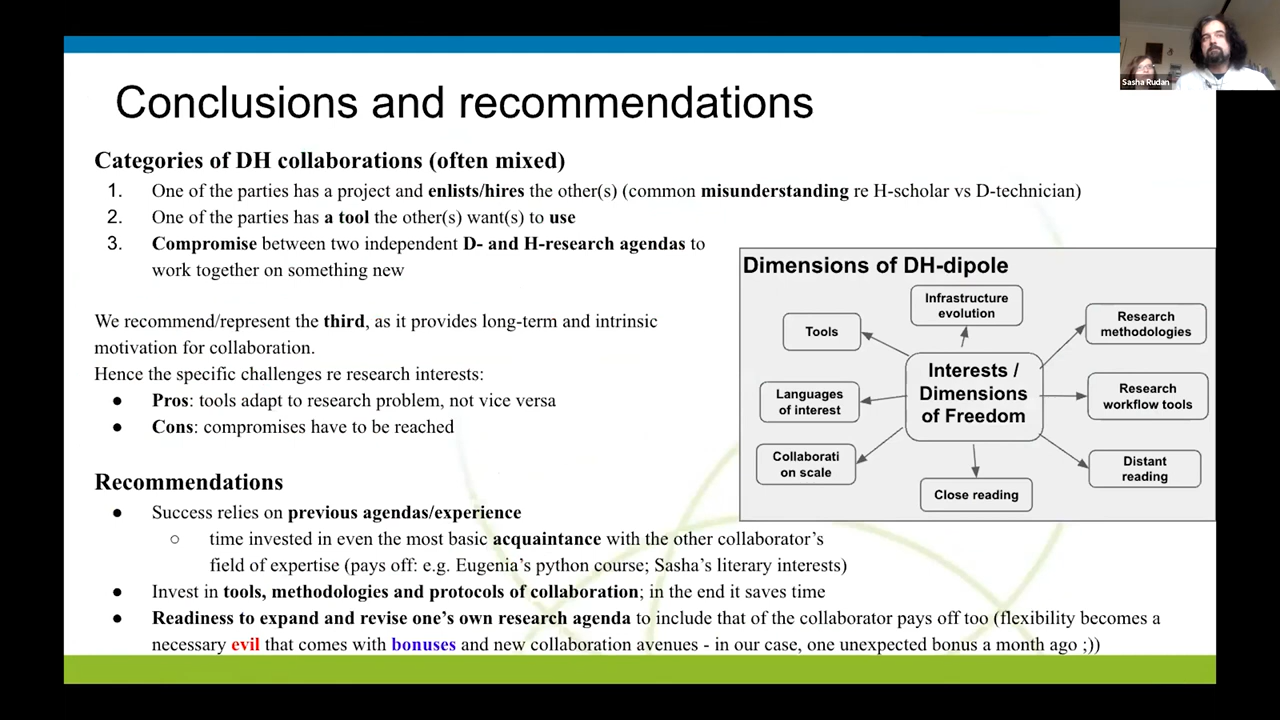 Conclusions and recommendations
Categories of DH collaborations (often mixed)
1. One of the parties has a project and enlists/hires the other(s) (common misunderstanding re H-scholar vs D-technician)
2. One of the parties has a tool the other(s) want(s) to use
3. Compromise between two independent D- and H-research agendas to
work together on something new
We recommend/represent the third, as it provides long-term and intrinsic
motivation for collaboration.
Hence the specific challenges re research interests:
● Pros: tools adapt to research problem, not vice versa
● Cons: compromises have to be reached
Recommendations
● Success relies on previous agendas/experience
○ time invested in even the most basic acquaintance with the other collaborator's
field of expertise (pays off: e.g. Eugenia's python course; Sasha's literary interests)
● Invest in tools, methodologies and protocols of collaboration; in the end it saves time
● Readiness to expand and revise one's own research agenda to include that of the collaborator pays off too (flexibility becomes a
necessary evil that comes with bonuses and new collaboration avenues - in our case, one unexpected bonus a month ago ;))
Dimensions of DH-dipole
Infrastructure
evolution
Tools
Research
methodologies
Interests /
Dimensions
of Freedom
Languages
of interest
Research
workflow tools
Collaborati
on scale
Distant
reading
Close reading
Sasha Rudan